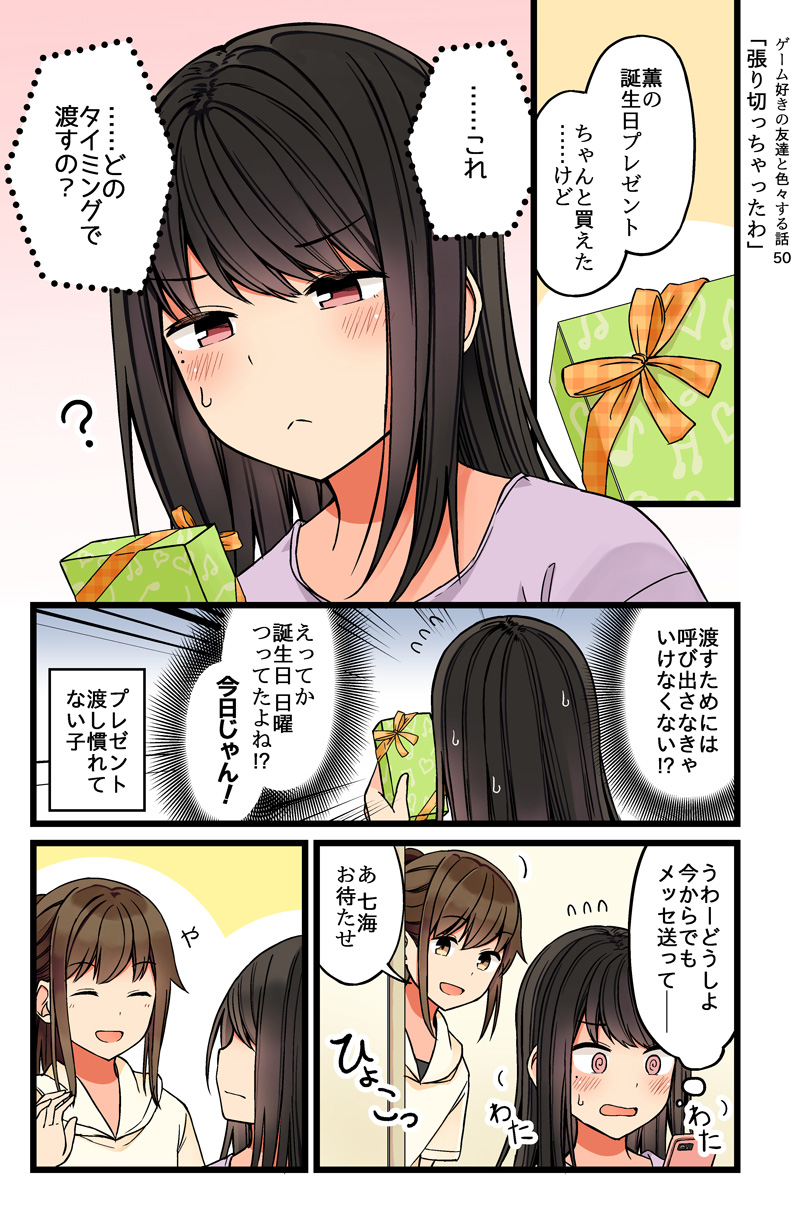 ゲーム好きの友達と色々する話 50
「張り切っちゃったわ」
薫の
誕生日プレゼント
ちゃんと買えた
……けど
……これ
……どの
タイミングで
渡すの?
?
渡すためには
呼び出さなきゃ
いけなくない!?
えってか
誕生日 日曜
つってたよね!?
今日じゃん!
プレゼント
渡し慣れて
ない子
うわーどうしよ
今からでも
メッセ送って──
わた
わた
あ 七海
お待たせ
ひょこっ
や